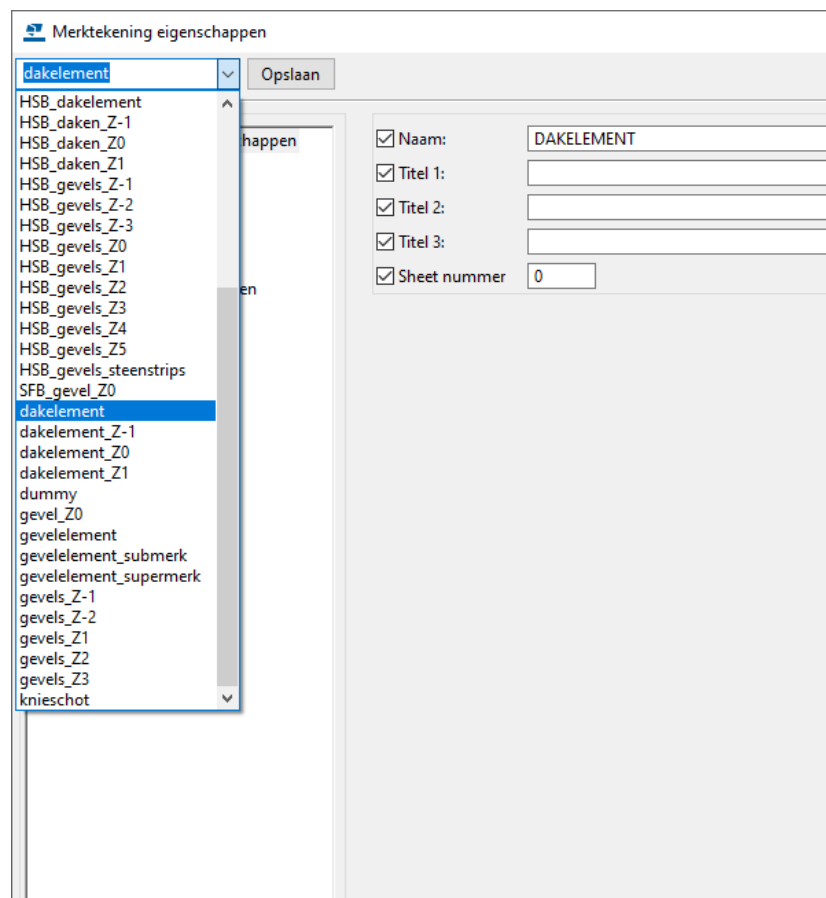 Merktekening eigenschappen
dakelement
Opslaan
HSB_dakelement
HSB_daken_Z-1
HSB_daken_Z0
HSB_daken_Z1
HSB_gevels_Z-1
HSB_gevels_Z-2
HSB_gevels_Z-3
HSB_gevels_Z0
HSB_gevels_Z1
HSB_gevels_Z2
HSB_gevels_Z3
HSB_gevels_Z4
HSB_gevels_Z5
HSB_gevels_steenstrips
SFB_gevel_Z0
dakelement
dakelement_Z-1
dakelement_Z0
dakelement_Z1
dummy
gevel_Z0
gevelelement
gevelelement_submerk
gevelelement_supermerk
gevels_Z-1
gevels_Z-2
gevels_Z1
gevels_Z2
gevels_Z3
knieschot
happen
en
Naam: DAKELEMENT
Titel 1:
Titel 2:
Titel 3:
Sheet nummer 0